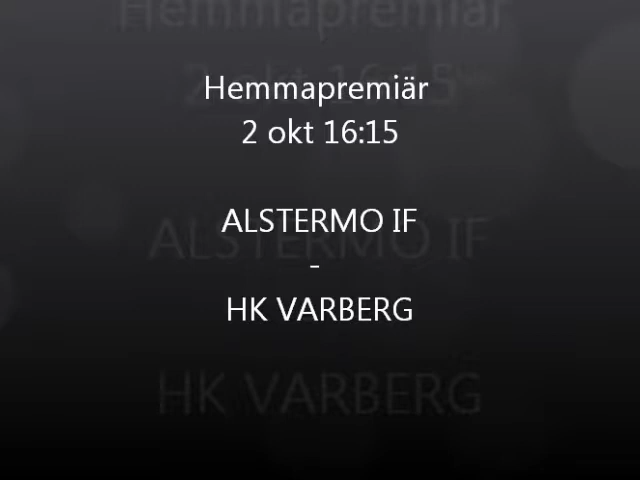 Hemmapremiär
2 okt 16:15
ALSTERMO IF
-
HK VARBERG